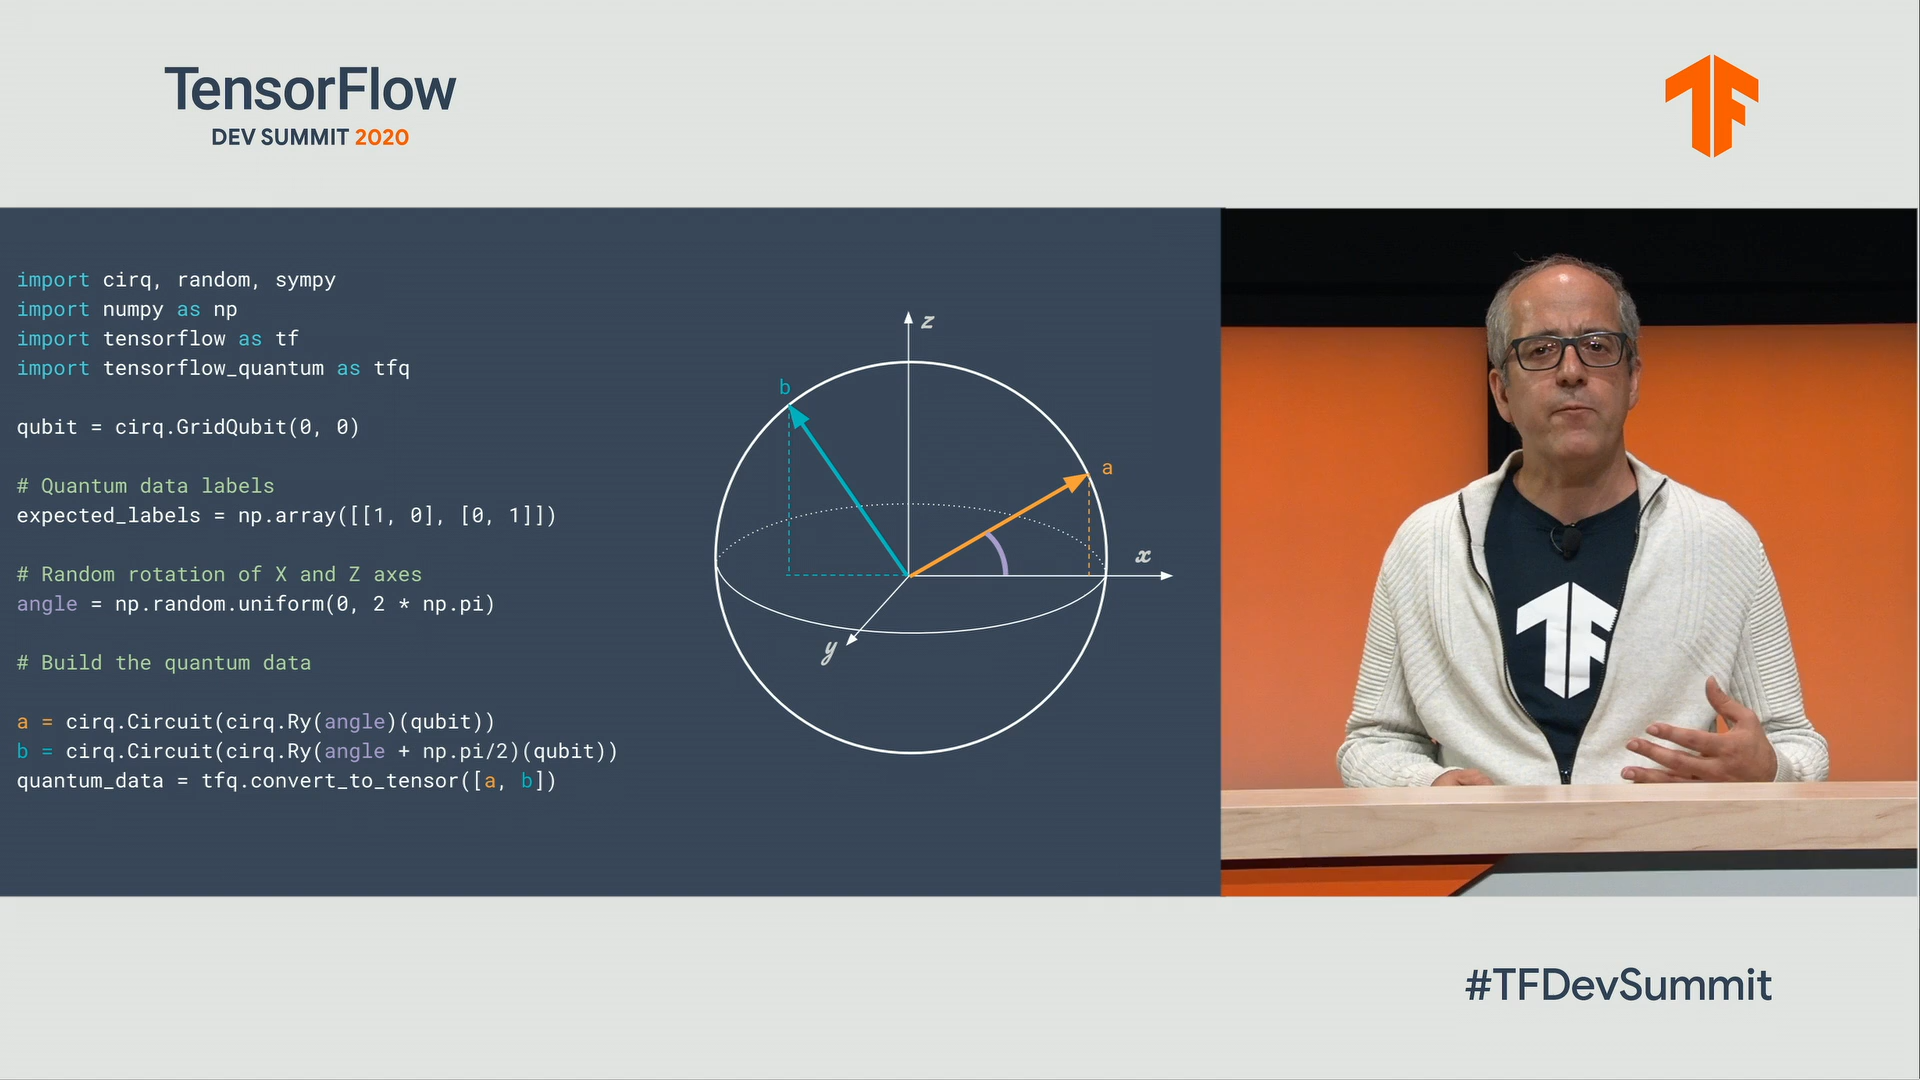 TensorFlow
DEV SUMMIT 2020
import cirq, random, sympy
import numpy as np
import tensorflow as tf
import tensorflow_quantum as tfq
qubit = cirq.GridQubit(0, 0)
# Quantum data labels
expected_labels = np.array([[1, 0], [0, 1]])
# Random rotation of X and Z axes
angle = np.random.uniform(0, 2 * np.pi)
# Build the quantum data
a = cirq.Circuit(cirq.Ry(angle)(qubit))
b = cirq.Circuit(cirq.Ry(angle + np.pi/2)(qubit))
quantum_data = tfq.convert_to_tensor([a, b])
z
b
a
x
y
#TFDevSummit